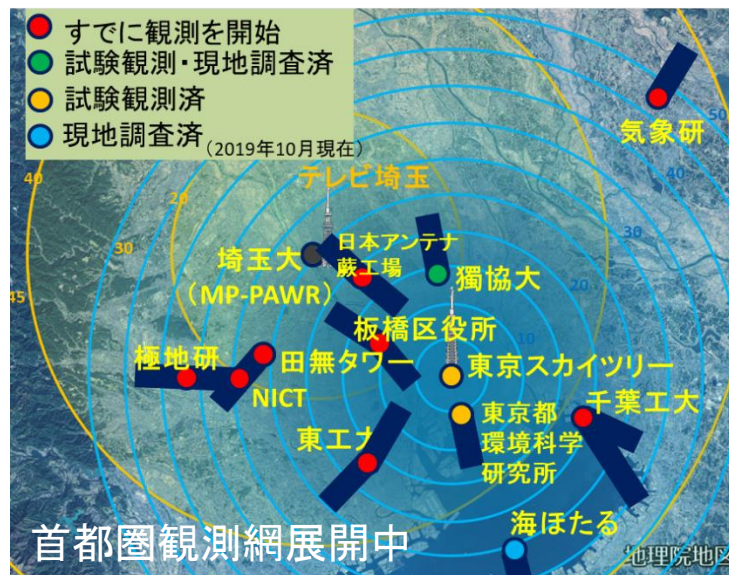 すでに観測を開始
試験観測・現地調査済
試験観測済
現地調査済(2019年10月現在)
気象研
50
40
30
20
10
テレビ埼玉
40
20
30
45
埼玉大
(MP-PAWR)
日本アンテナ
蕨工場
獨協大
板橋区役所
極地研
田無タワー
NICT
東京スカイツリー
東京都
環境科学
研究所
千葉工大
東工大
海ほたる
首都圏観測網展開中
地理院地図